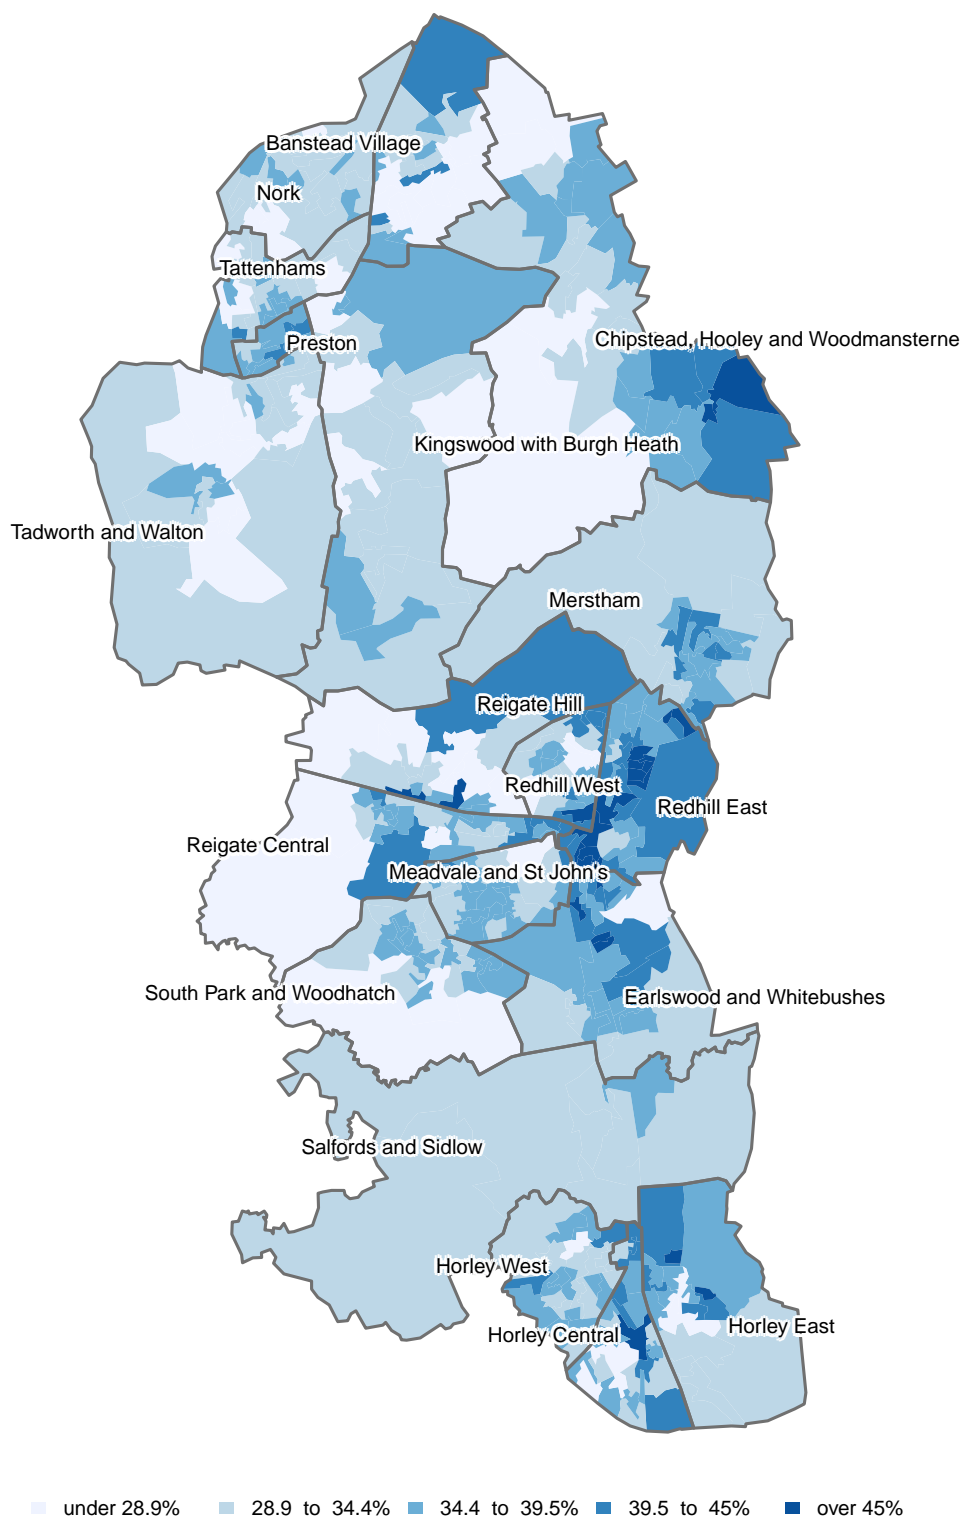 Banstead Village
Nork
Tattenhams
Preston
Chipstead, Hooley and Woodmansterne
Kingswood with Burgh Heath
Tadworth and Walton
Merstham
Reigate Hill
Redhill West
Redhill East
Reigate Central
Meadvale and St John's
South Park and Woodhatch
Earlswood and Whitebushes
Salfords and Sidlow
Horley West
Horley East
Horley Central
under 28.9% 28.9 to 34.4% 34.4 to 39.5% 39.5 to 45% over 45%